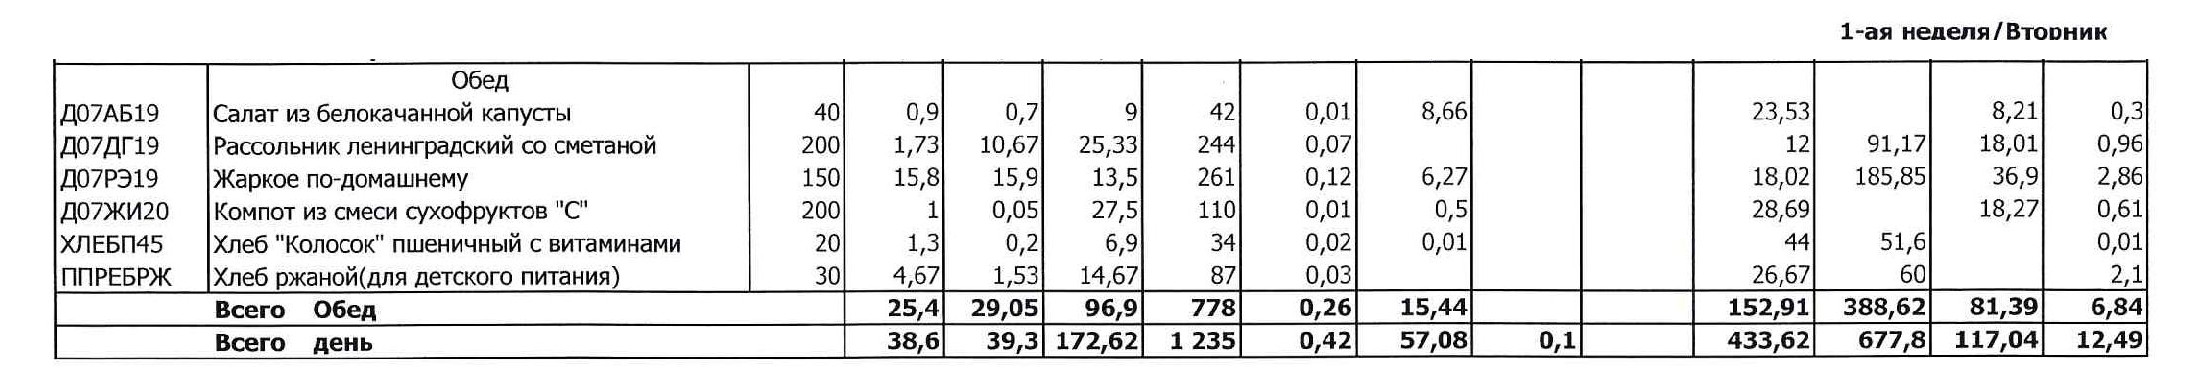 1-ая неделя/Вторник
Обед
Д07АБ19 Салат из белокачанной капусты 40 0,9 0,7 9 42 0,01 8,66 23,53 8,21 0,3
Д07ДГ19 Рассольник ленинградский со сметаной 200 1,73 10,67 25,33 244 0,07 12 91,17 18,01 0,96
Д07РЭ19 Жаркое по-домашнему 150 15,8 15,9 13,5 261 0,12 6,27 18,02 185,85 36,9 2,86
Д07ЖИ20 Компот из смеси сухофруктов "С" 200 1 0,05 27,5 110 0,01 0,5 28,69 18,27 0,61
ХЛЕБП45 Хлеб "Колосок" пшеничный с витаминами 20 1,3 0,2 6,9 34 0,02 0,01 44 51,6 0,01
ППРЕБРЖ Хлеб ржаной(для детского питания) 30 4,67 1,53 14,67 87 0,03 26,67 60 2,1
Всего Обед 25,4 29,05 96,9 778 0,26 15,44 152,91 388,62 81,39 6,84
Всего день 38,6 39,3 172,62 1 235 0,42 57,08 0,1 433,62 677,8 117,04 12,49